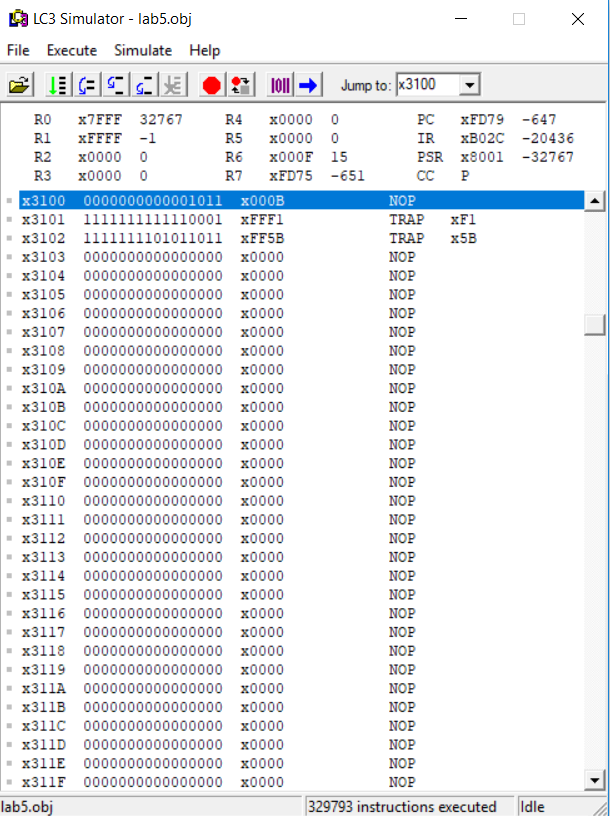 LC3 Simulator - lab5.obj
File Execute Simulate Help
Jump to: x3100
R0 x7FFF 32767 R4 x0000 0 PC xFD79 -647
R1 xFFFF -1 R5 x0000 0 IR xB02C -20436
R2 x0000 0 R6 x000F 15 PSR x8001 -32767
R3 x0000 0 R7 xFD75 -651 CC P
x3100 0000000000001011 x000B NOP
x3101 1111111111110001 xFFF1 TRAP xF1
x3102 1111111101011011 xFF5B TRAP x5B
x3103 0000000000000000 x0000 NOP
x3104 0000000000000000 x0000 NOP
x3105 0000000000000000 x0000 NOP
x3106 0000000000000000 x0000 NOP
x3107 0000000000000000 x0000 NOP
x3108 0000000000000000 x0000 NOP
x3109 0000000000000000 x0000 NOP
x310A 0000000000000000 x0000 NOP
x310B 0000000000000000 x0000 NOP
x310C 0000000000000000 x0000 NOP
x310D 0000000000000000 x0000 NOP
x310E 0000000000000000 x0000 NOP
x310F 0000000000000000 x0000 NOP
x3110 0000000000000000 x0000 NOP
x3111 0000000000000000 x0000 NOP
x3112 0000000000000000 x0000 NOP
x3113 0000000000000000 x0000 NOP
x3114 0000000000000000 x0000 NOP
x3115 0000000000000000 x0000 NOP
x3116 0000000000000000 x0000 NOP
x3117 0000000000000000 x0000 NOP
x3118 0000000000000000 x0000 NOP
x3119 0000000000000000 x0000 NOP
x311A 0000000000000000 x0000 NOP
x311B 0000000000000000 x0000 NOP
x311C 0000000000000000 x0000 NOP
x311D 0000000000000000 x0000 NOP
x311E 0000000000000000 x0000 NOP
x311F 0000000000000000 x0000 NOP
lab5.obj 329793 instructions executed Idle